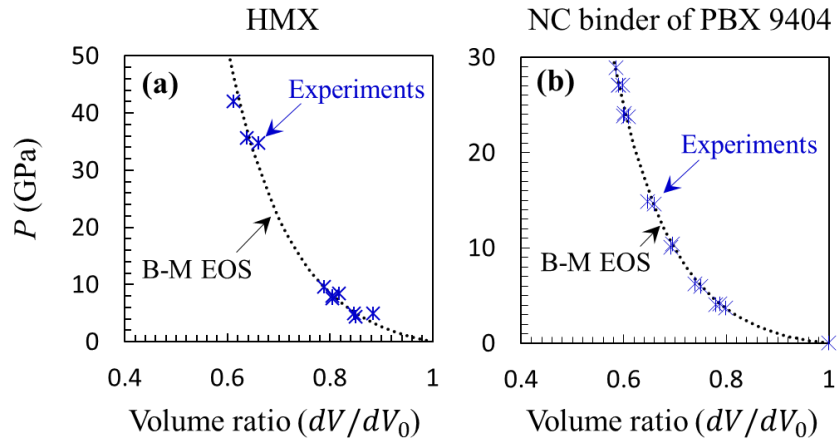 HMX
NC binder of PBX 9404
(a)
Experiments
B-M EOS
P (GPa)
50
40
30
20
10
0
0.4 0.6 0.8 1
Volume ratio (dV/dV₀)
(b)
Experiments
B-M EOS
30
20
10
0
0.4 0.6 0.8 1
Volume ratio (dV/dV₀)